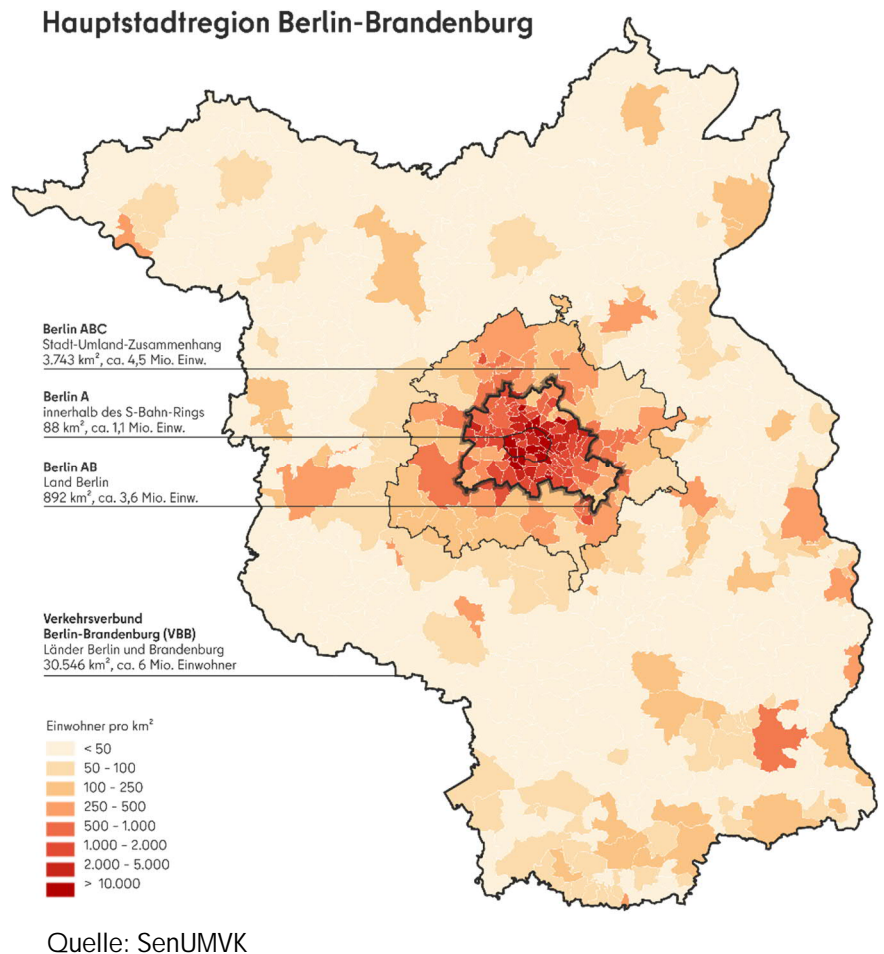 Hauptstadtregion Berlin-Brandenburg
Berlin ABC
Stadt-Umland-Zusammenhang
3.743 km², ca. 4,5 Mio. Einw.
Berlin A
innerhalb des S-Bahn-Rings
88 km², ca. 1,1 Mio. Einw.
Berlin AB
Land Berlin
892 km², ca. 3,6 Mio. Einw.
Verkehrsverbund
Berlin-Brandenburg (VBB)
Länder Berlin und Brandenburg
30.546 km², ca. 6 Mio. Einwohner
Einwohner pro km²
< 50
50 - 100
100 - 250
250 - 500
500 - 1.000
1.000 - 2.000
2.000 - 5.000
> 10.000
Quelle: SenUMVK